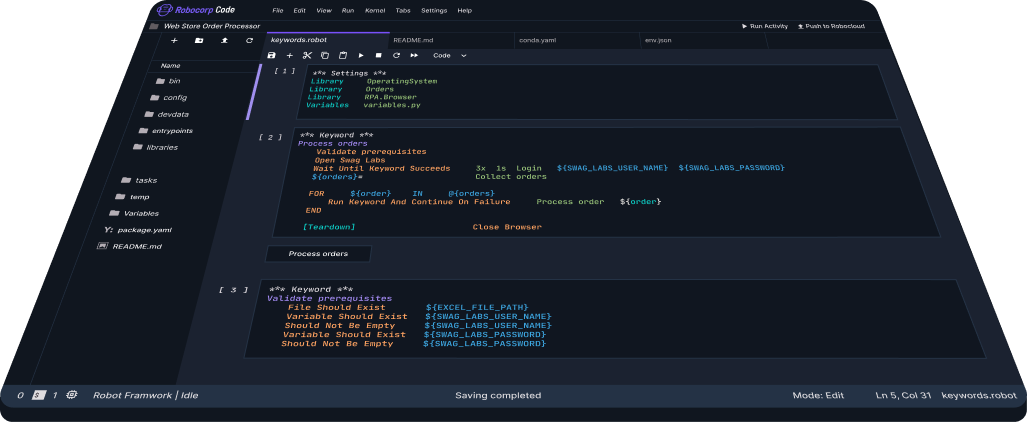 Robocorp Code File Edit View Run Kernel Tabs Settings Help
Web Store Order Processor Run Activity Push to Robocloud
keywords.robot README.md conda.yaml env.json
Code
Name
bin
config
devdata
entrypoints
libraries
tasks
temp
Variables
package.yaml
README.md
[ 1 ]
*** Settings ***
Library OperatingSystem
Library Orders
Library RPA.Browser
Variables variables.py
[ 2 ]
*** Keyword ***
Process orders
Validate prerequisites
Open Swag Labs
Wait Until Keyword Succeeds 3x 1s Login ${SWAG_LABS_USER_NAME} ${SWAG_LABS_PASSWORD}
${orders}= Collect orders
FOR ${order} IN @{orders}
Run Keyword And Continue On Failure Process order ${order}
END
[Teardown] Close Browser
Process orders
[ 3 ]
*** Keyword ***
Validate prerequisites
File Should Exist ${EXCEL_FILE_PATH}
Variable Should Exist ${SWAG_LABS_USER_NAME}
Should Not Be Empty ${SWAG_LABS_USER_NAME}
Variable Should Exist ${SWAG_LABS_PASSWORD}
Should Not Be Empty ${SWAG_LABS_PASSWORD}
0 s 1 Robot Framwork | Idle Saving completed Mode: Edit Ln 5, Col 31 keywords.robot